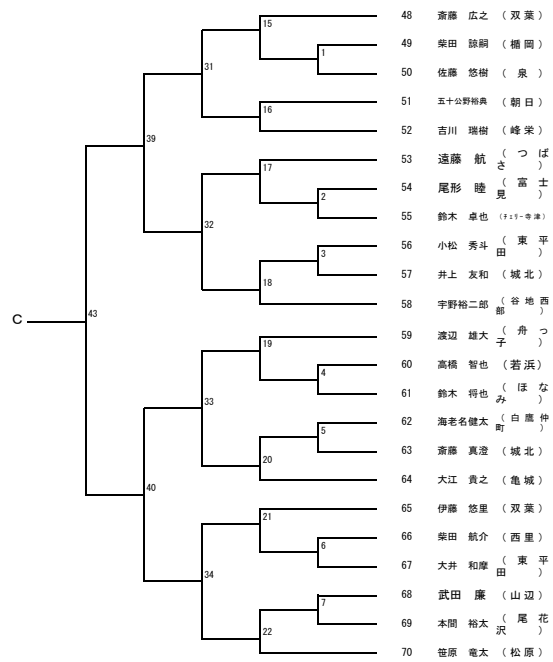 48 斎藤 広之 (双葉)
15
49 柴田 諒嗣 (楯岡)
1
31
50 佐藤 悠樹 (泉)
51 五十公野裕典 (朝日)
16
52 吉川 瑞樹 (峰栄)
39
53 遠藤 航 (つばさ)
17
54 尾形 睦 (富士見)
2
55 鈴木 卓也 (チェリー寺津)
32
56 小松 秀斗 (東平田)
3
57 井上 友和 (城北)
18
58 宇野裕二郎 (谷地西部)
C
43
59 渡辺 雄大 (舟っ子)
19
60 高橋 智也 (若浜)
4
61 鈴木 将也 (ほなみ)
33
62 海老名健太 (白鷹仲町)
5
63 斎藤 真澄 (城北)
20
64 大江 貴之 (亀城)
40
65 伊藤 悠里 (双葉)
21
66 柴田 航介 (西里)
6
67 大井 和摩 (東平田)
34
68 武田 廉 (山辺)
7
69 本間 裕太 (尾花沢)
22
70 笹原 竜太 (松原)